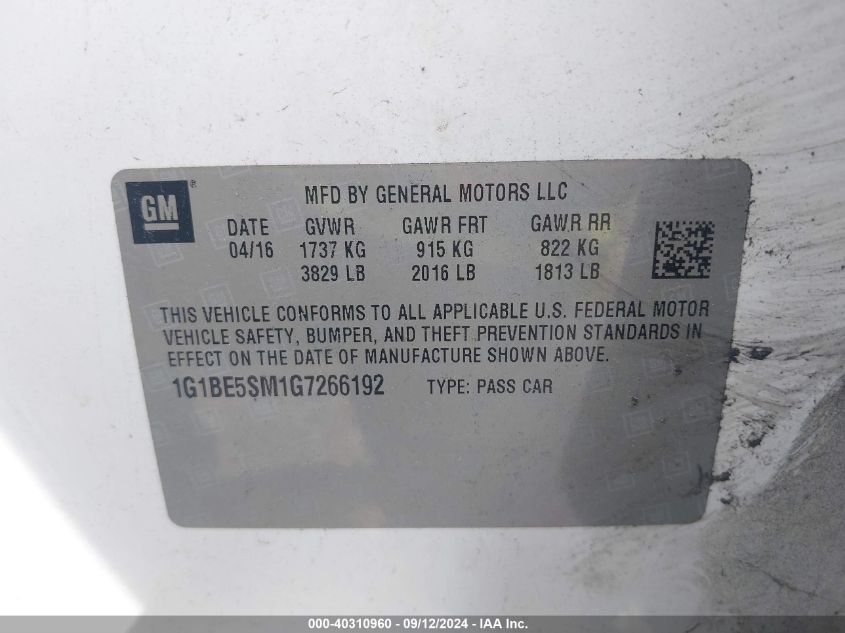 GM®
MFD BY GENERAL MOTORS LLC
DATE GVWR GAWR FRT GAWR RR
04/16 1737 KG 915 KG 822 KG
3829 LB 2016 LB 1813 LB
THIS VEHICLE CONFORMS TO ALL APPLICABLE U.S. FEDERAL MOTOR
VEHICLE SAFETY, BUMPER, AND THEFT PREVENTION STANDARDS IN
EFFECT ON THE DATE OF MANUFACTURE SHOWN ABOVE.
1G1BE5SM1G7266192 TYPE: PASS CAR
000-40310960 - 09/12/2024 - IAA Inc.